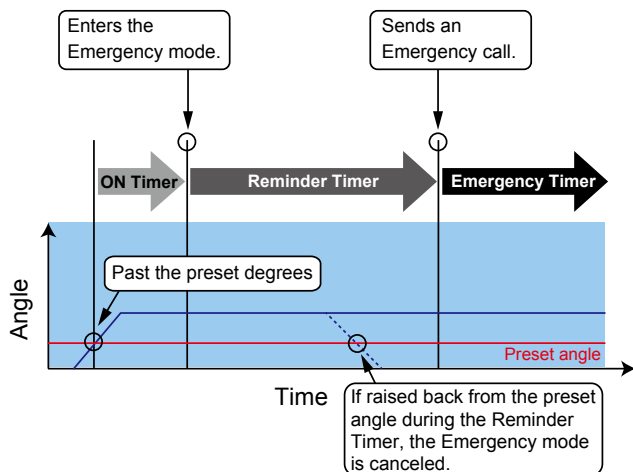 Enters the
Emergency mode.
Sends an
Emergency call.
ON Timer
Reminder Timer
Emergency Timer
Past the preset degrees
Angle
Preset angle
Time
If raised back from the preset
angle during the Reminder
Timer, the Emergency mode
is canceled.